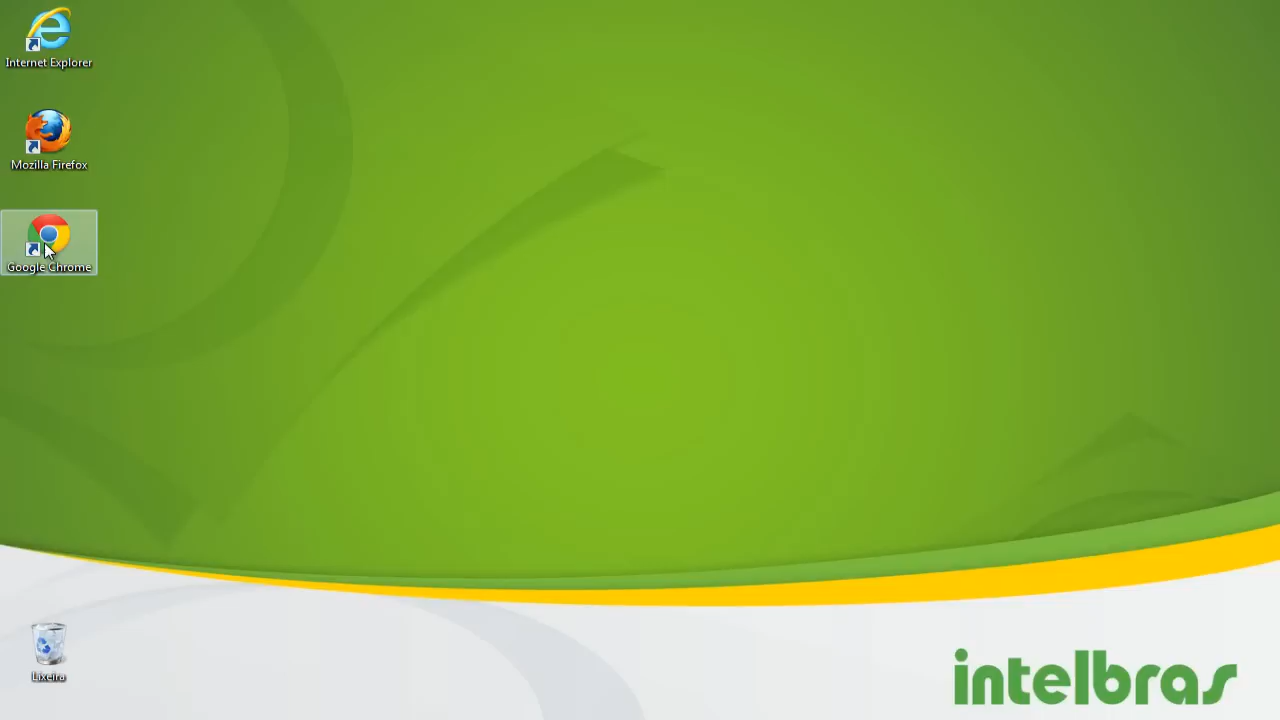 Internet Explorer
Mozilla Firefox
Google Chrome
Lixeira
intelbras